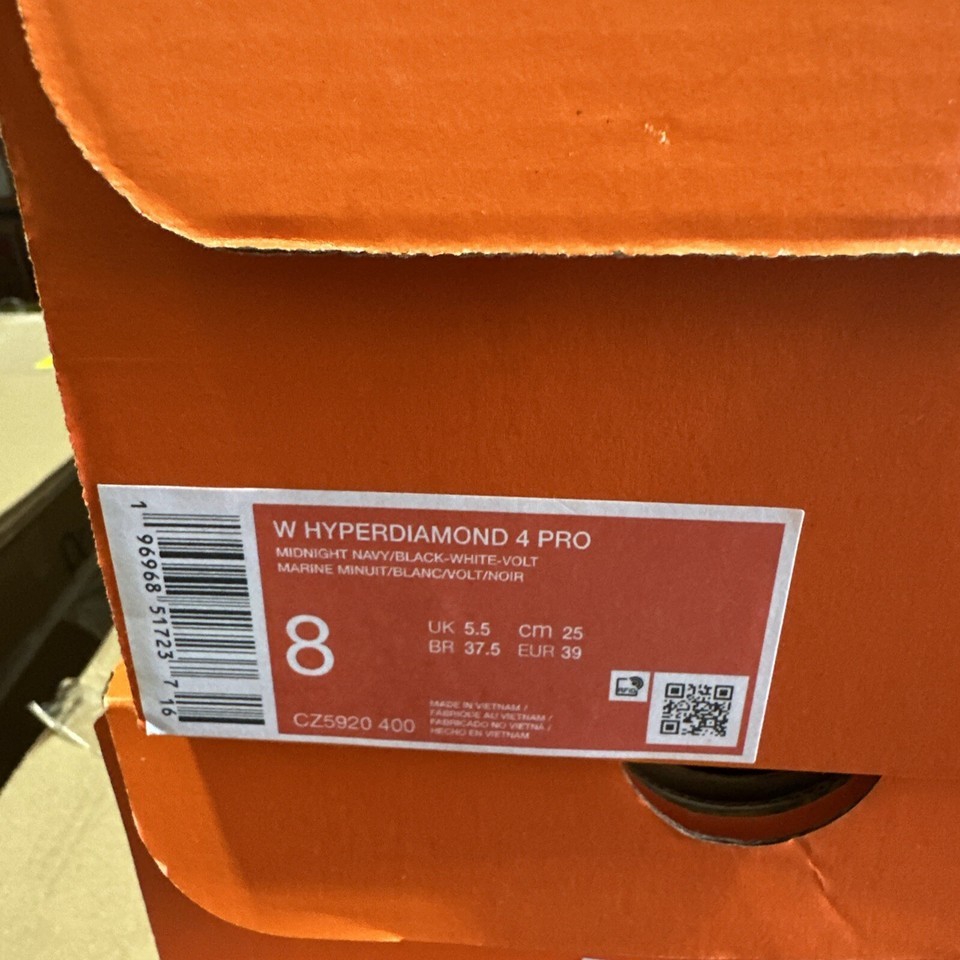 W HYPERDIAMOND 4 PRO
MIDNIGHT NAVY/BLACK-WHITE-VOLT
MARINE MINUIT/BLANC/VOLT/NOIR
8
UK 5.5 cm 25
BR 37.5 EUR 39
CZ5920 400
MADE IN VIETNAM /
FABRIQUE AU VIETNAM /
FABRICADO NO VIETNA /
HECHO EN VIETNAM
1 96968 51723 7 16